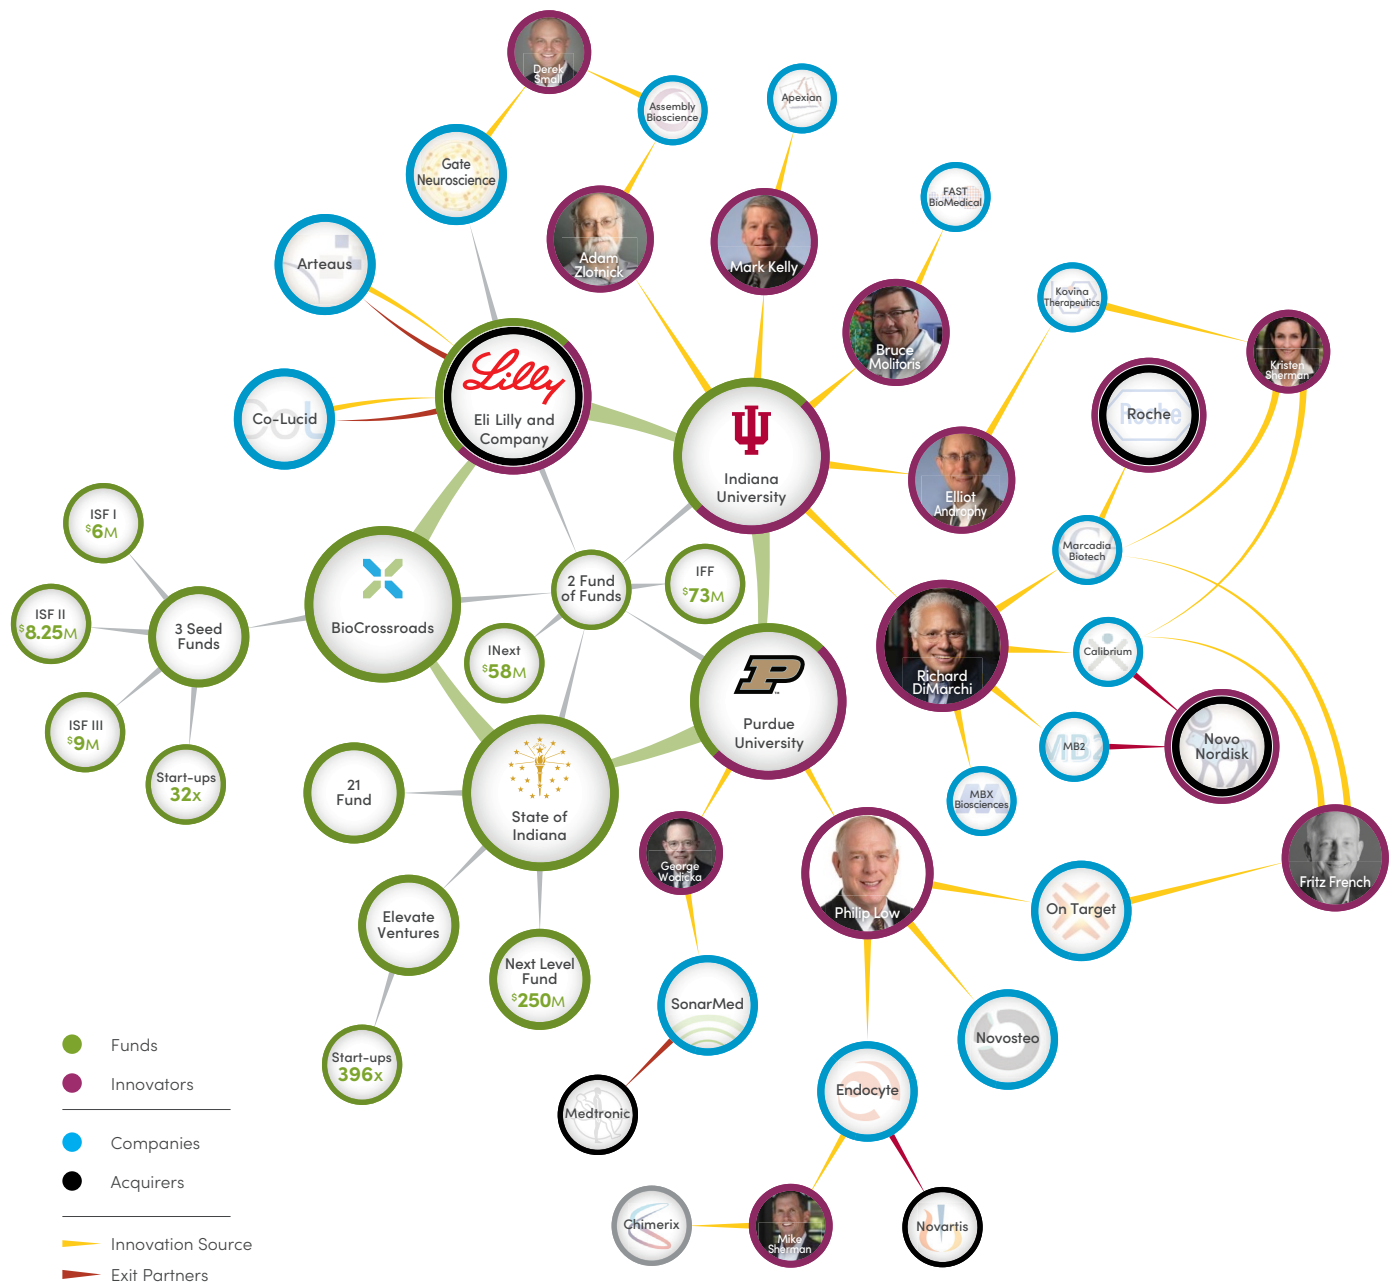 Derek
Small
Assembly
Bioscience
Apexian
Gate
Neuroscience
FAST
BioMedical
Adam
Zlotnick
Mark Kelly
Arteaus
Kovina
Therapeutics
Bruce
Molitoris
Kristen
Sherman
Lilly
Eli Lilly and
Company
Roche
Co-Lucid
CoL
Indiana
University
Elliot
Androphy
ISF I
$6M
Marcadia
Biotech
2 Fund
of Funds
IFF
$73M
ISF II
$8.25M
3 Seed
Funds
BioCrossroads
INext
$58M
Calibrium
Richard
DiMarchi
P
Purdue
University
ISF III
$9M
MB2
Novo
Nordisk
Start-ups
32x
21
Fund
State of
Indiana
MBX
Biosciences
George
Wodicka
Fritz French
Philip Low
On Target
Elevate
Ventures
Next Level
Fund
$250M
SonarMed
Novosteo
Start-ups
396x
Endocyte
Medtronic
Chimerix
Mike
Sherman
Novartis
Funds
Innovators
Companies
Acquirers
Innovation Source
Exit Partners